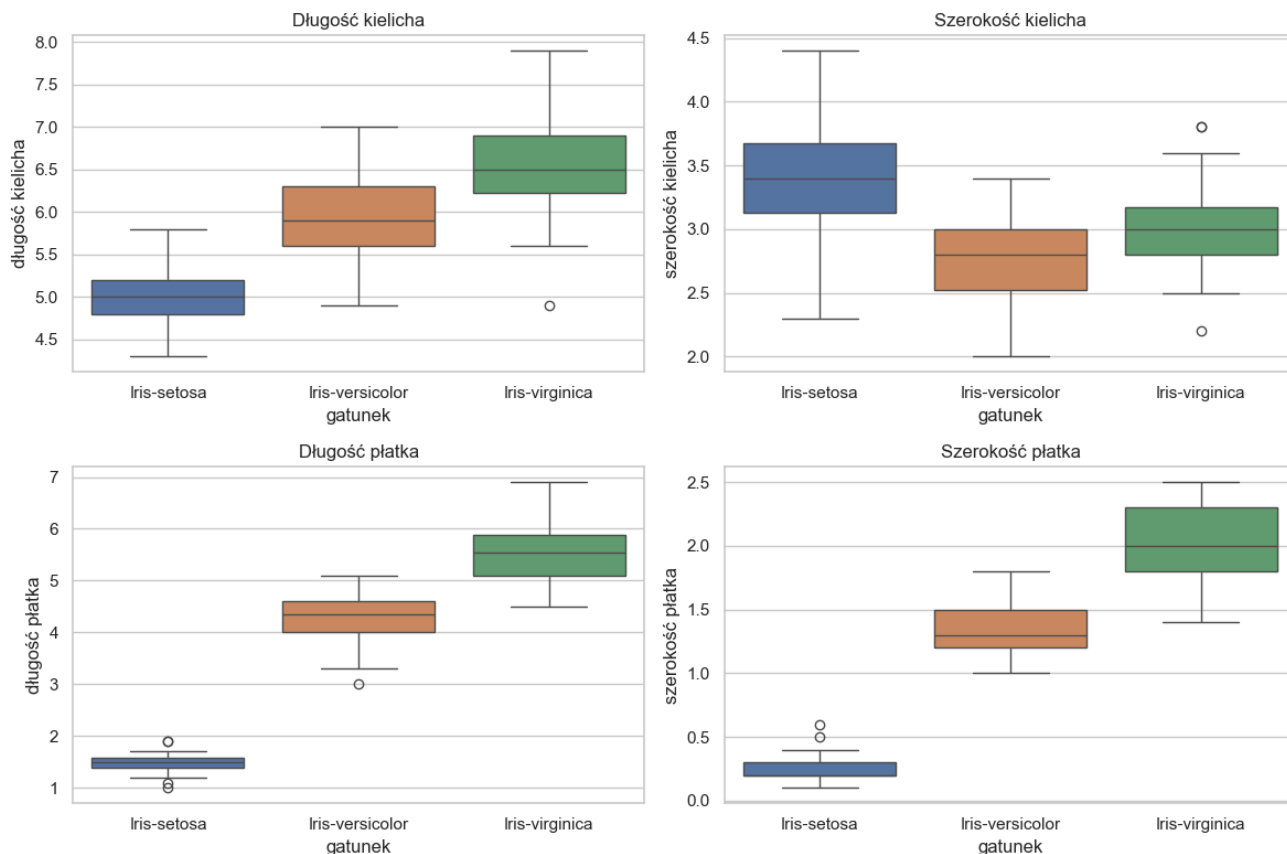 Długość kielicha
8.0
7.5
7.0
6.5
6.0
5.5
5.0
4.5
długość kielicha
Iris-setosa Iris-versicolor Iris-virginica
gatunek
Szerokość kielicha
4.5
4.0
3.5
3.0
2.5
2.0
szerokość kielicha
Iris-setosa Iris-versicolor Iris-virginica
gatunek
Długość płatka
7
6
5
4
3
2
1
długość płatka
Iris-setosa Iris-versicolor Iris-virginica
gatunek
Szerokość płatka
2.5
2.0
1.5
1.0
0.5
0.0
szerokość płatka
Iris-setosa Iris-versicolor Iris-virginica
gatunek